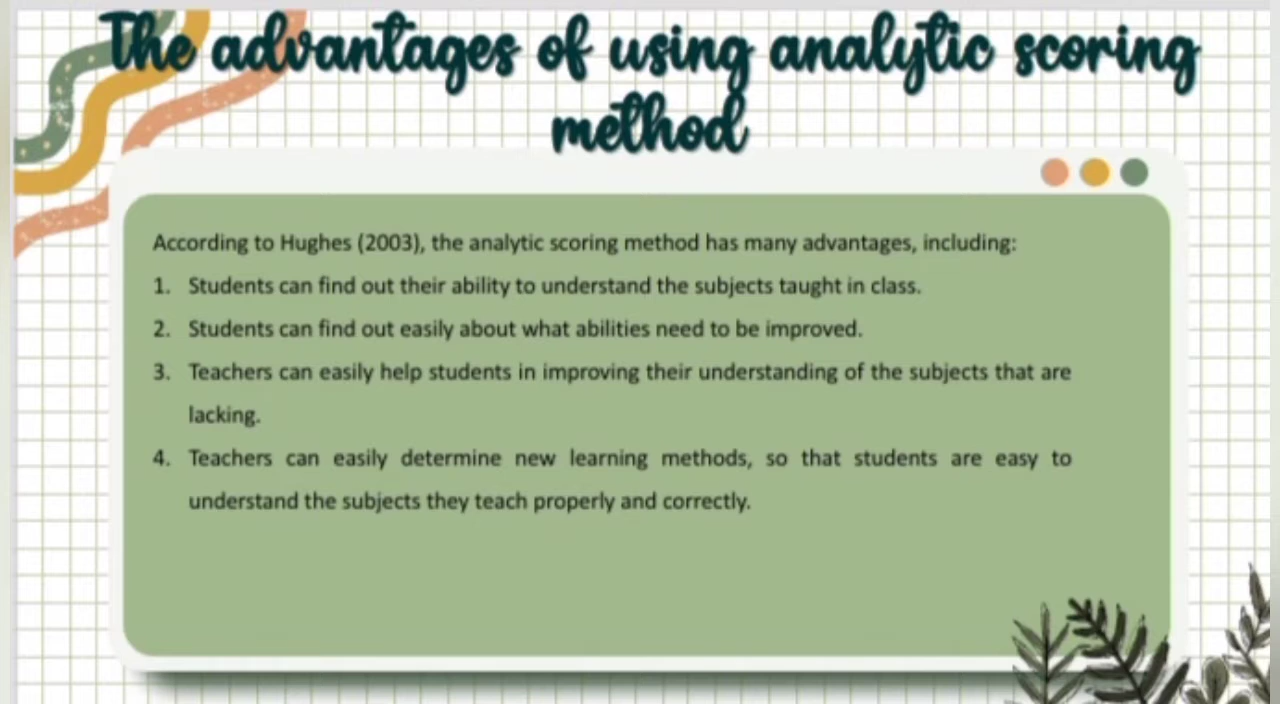 The advantages of using analytic scoring
method
According to Hughes (2003), the analytic scoring method has many advantages, including:
1. Students can find out their ability to understand the subjects taught in class.
2. Students can find out easily about what abilities need to be improved.
3. Teachers can easily help students in improving their understanding of the subjects that are
lacking.
4. Teachers can easily determine new learning methods, so that students are easy to
understand the subjects they teach properly and correctly.